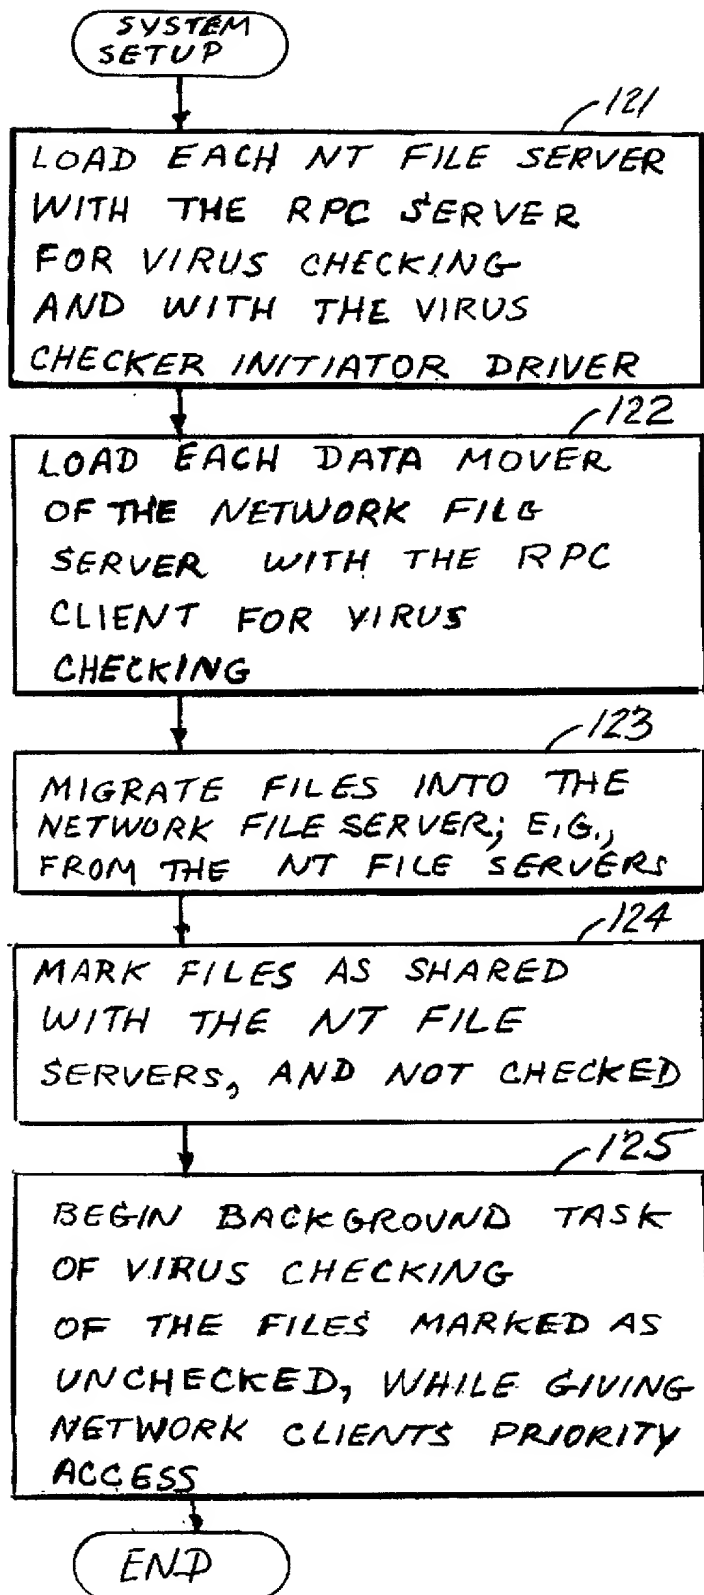 SYSTEM
SETUP
121
LOAD EACH NT FILE SERVER
WITH THE RPC SERVER
FOR VIRUS CHECKING
AND WITH THE VIRUS
CHECKER INITIATOR DRIVER
122
LOAD EACH DATA MOVER
OF THE NETWORK FILE
SERVER WITH THE RPC
CLIENT FOR VIRUS
CHECKING
123
MIGRATE FILES INTO THE
NETWORK FILE SERVER; E.G.,
FROM THE NT FILE SERVERS
124
MARK FILES AS SHARED
WITH THE NT FILE
SERVERS, AND NOT CHECKED
125
BEGIN BACKGROUND TASK
OF VIRUS CHECKING
OF THE FILES MARKED AS
UNCHECKED, WHILE GIVING
NETWORK CLIENTS PRIORITY
ACCESS
END